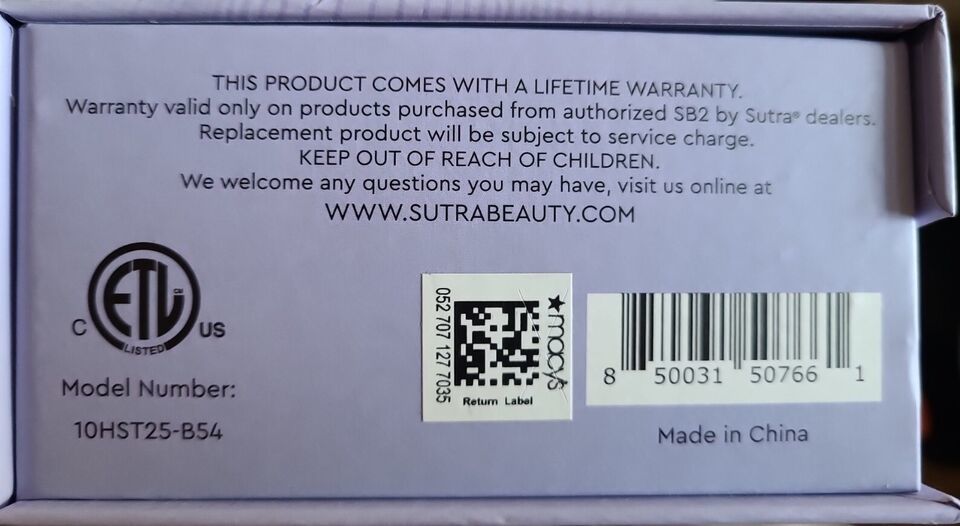 THIS PRODUCT COMES WITH A LIFETIME WARRANTY.
Warranty valid only on products purchased from authorized SB2 by Sutra® dealers.
Replacement product will be subject to service charge.
KEEP OUT OF REACH OF CHILDREN.
We welcome any questions you may have, visit us online at
WWW.SUTRABEAUTY.COM
C ETL CM US
LISTED
Model Number:
10HST25-B54
052 707 127 7035
★macy's
Return Label
8 50031 50766 1
Made in China